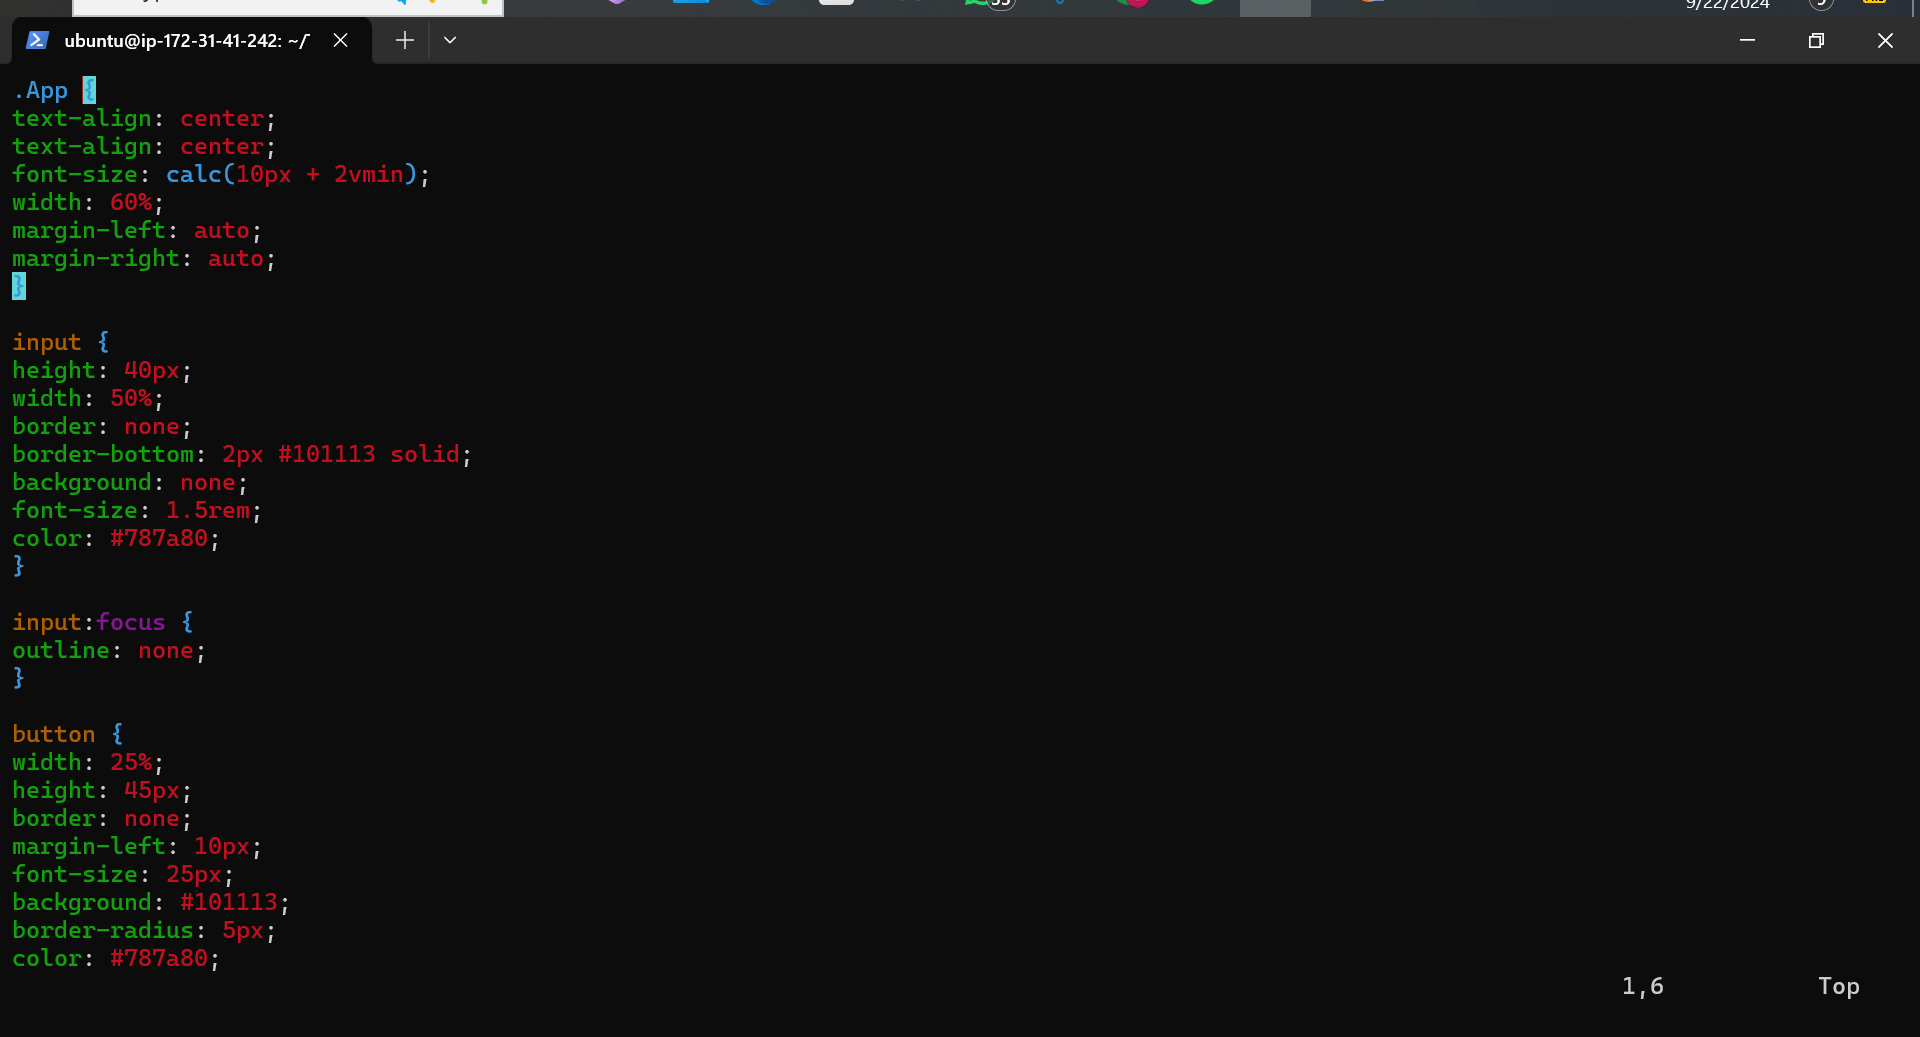 9/22/2024
ubuntu@ip-172-31-41-242: ~/
.App {
text-align: center;
text-align: center;
font-size: calc(10px + 2vmin);
width: 60%;
margin-left: auto;
margin-right: auto;
}
input {
height: 40px;
width: 50%;
border: none;
border-bottom: 2px #101113 solid;
background: none;
font-size: 1.5rem;
color: #787a80;
}
input:focus {
outline: none;
}
button {
width: 25%;
height: 45px;
border: none;
margin-left: 10px;
font-size: 25px;
background: #101113;
border-radius: 5px;
color: #787a80;
1,6 Top